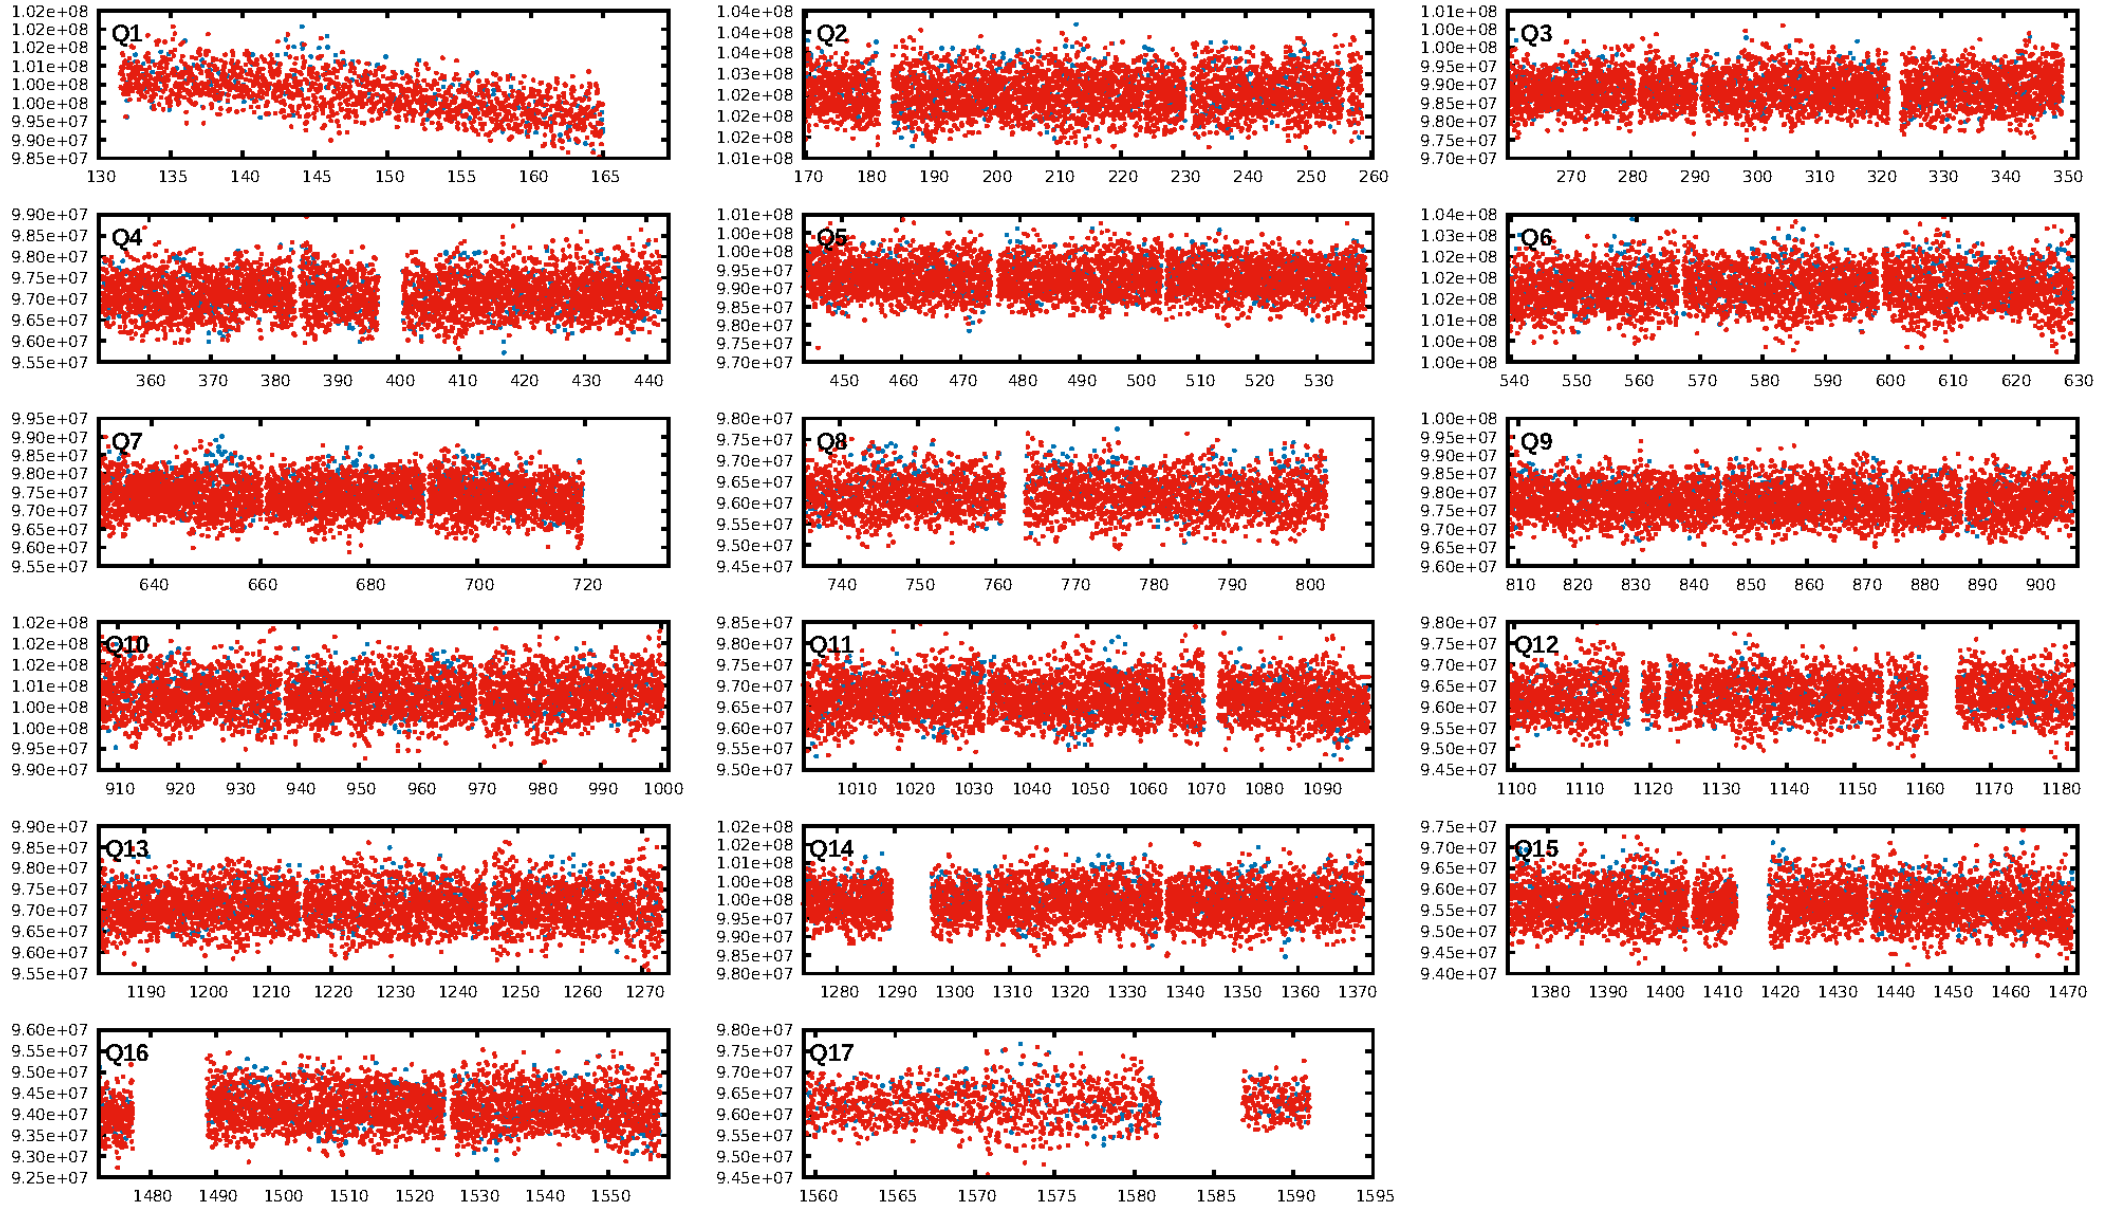 1.02e+08
1.02e+08
1.02e+08
1.01e+08
1.00e+08
1.00e+08
9.95e+07
9.90e+07
9.85e+07
Q1
130 135 140 145 150 155 160 165
1.04e+08
1.04e+08
1.04e+08
1.03e+08
1.02e+08
1.02e+08
1.02e+08
1.01e+08
Q2
170 180 190 200 210 220 230 240 250 260
1.01e+08
1.00e+08
1.00e+08
9.95e+07
9.90e+07
9.85e+07
9.80e+07
9.75e+07
9.70e+07
Q3
270 280 290 300 310 320 330 340 350
9.90e+07
9.85e+07
9.80e+07
9.75e+07
9.70e+07
9.65e+07
9.60e+07
9.55e+07
Q4
360 370 380 390 400 410 420 430 440
1.01e+08
1.00e+08
1.00e+08
9.95e+07
9.90e+07
9.85e+07
9.80e+07
9.75e+07
9.70e+07
Q5
450 460 470 480 490 500 510 520 530
1.04e+08
1.03e+08
1.02e+08
1.02e+08
1.02e+08
1.01e+08
1.00e+08
1.00e+08
Q6
540 550 560 570 580 590 600 610 620 630
9.95e+07
9.90e+07
9.85e+07
9.80e+07
9.75e+07
9.70e+07
9.65e+07
9.60e+07
9.55e+07
Q7
640 660 680 700 720
9.80e+07
9.75e+07
9.70e+07
9.65e+07
9.60e+07
9.55e+07
9.50e+07
9.45e+07
Q8
740 750 760 770 780 790 800
1.00e+08
9.95e+07
9.90e+07
9.85e+07
9.80e+07
9.75e+07
9.70e+07
9.65e+07
9.60e+07
Q9
810 820 830 840 850 860 870 880 890 900
1.02e+08
1.02e+08
1.02e+08
1.01e+08
1.00e+08
1.00e+08
9.95e+07
9.90e+07
Q10
910 920 930 940 950 960 970 980 990 1000
9.85e+07
9.80e+07
9.75e+07
9.70e+07
9.65e+07
9.60e+07
9.55e+07
9.50e+07
Q11
1010 1020 1030 1040 1050 1060 1070 1080 1090
9.80e+07
9.75e+07
9.70e+07
9.65e+07
9.60e+07
9.55e+07
9.50e+07
9.45e+07
Q12
1100 1110 1120 1130 1140 1150 1160 1170 1180
9.90e+07
9.85e+07
9.80e+07
9.75e+07
9.70e+07
9.65e+07
9.60e+07
9.55e+07
Q13
1190 1200 1210 1220 1230 1240 1250 1260 1270
1.02e+08
1.02e+08
1.01e+08
1.00e+08
1.00e+08
9.95e+07
9.90e+07
9.85e+07
9.80e+07
Q14
1280 1290 1300 1310 1320 1330 1340 1350 1360 1370
9.75e+07
9.70e+07
9.65e+07
9.60e+07
9.55e+07
9.50e+07
9.45e+07
9.40e+07
Q15
1380 1390 1400 1410 1420 1430 1440 1450 1460 1470
9.60e+07
9.55e+07
9.50e+07
9.45e+07
9.40e+07
9.35e+07
9.30e+07
9.25e+07
Q16
1480 1490 1500 1510 1520 1530 1540 1550
9.80e+07
9.75e+07
9.70e+07
9.65e+07
9.60e+07
9.55e+07
9.50e+07
9.45e+07
Q17
1560 1565 1570 1575 1580 1585 1590 1595